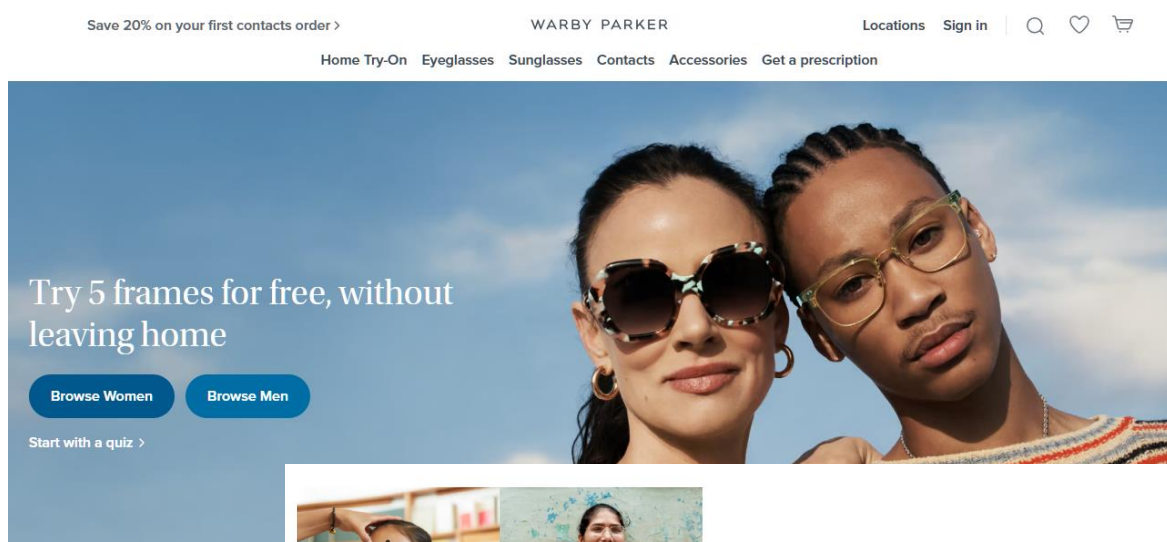 Save 20% on your first contacts order >
WARBY PARKER
Locations Sign in
Home Try-On Eyeglasses Sunglasses Contacts Accessories Get a prescription
Try 5 frames for free, without
leaving home
Browse Women Browse Men
Start with a quiz >